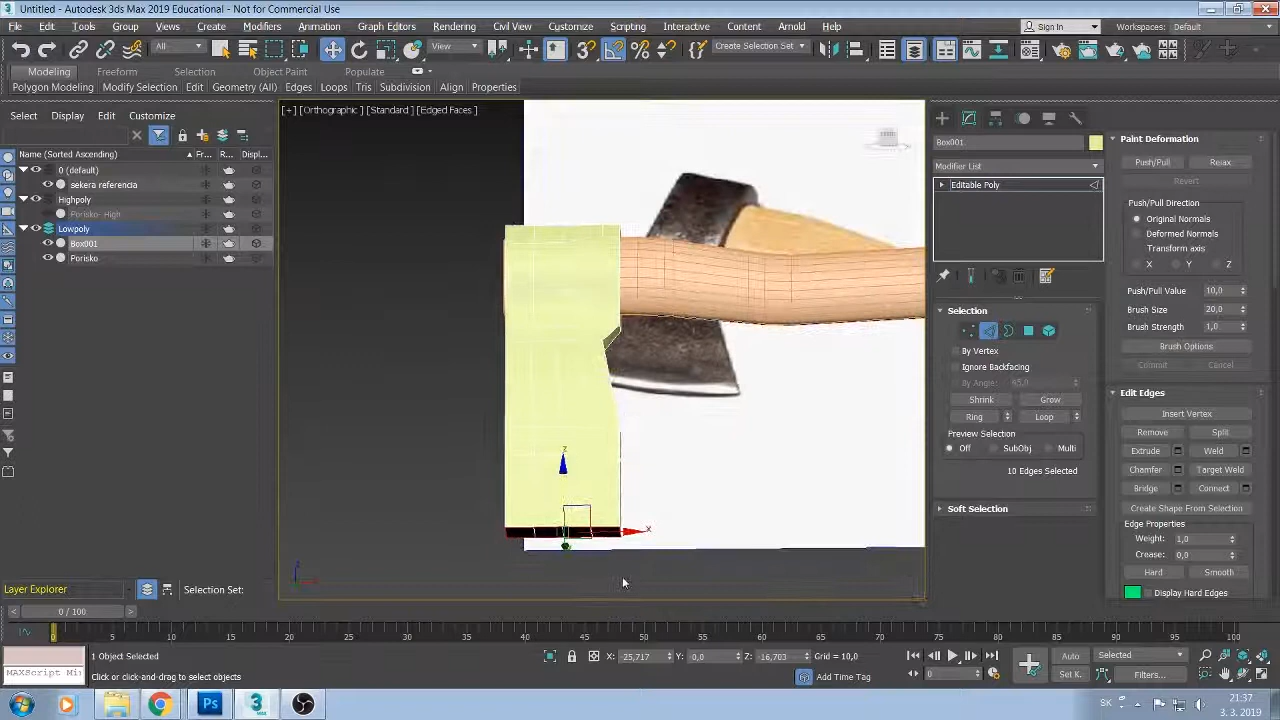 Untitled - Autodesk 3ds Max 2019 Educational - Not for Commercial Use
File Edit Tools Group Views Create Modifiers Animation Graph Editors Rendering Civil View Customize Scripting Interactive Content Arnold Sign In Workspaces: Default
All View Create Selection Set
Modeling Freeform Selection Object Paint Populate
Polygon Modeling Modify Selection Edit Geometry (All) Subdivision Align Properties
Edges Loops Tris
Select Display Edit Customize
[+] [Orthographic ] [Standard ] [Edged Faces ]
Name (Sorted Ascending) Fr... R... Displ...
0 (default)
sekera referencia
Highpoly
Porisko- High
Lowpoly
Box001
Porisko
Box001
Modifier List
Editable Poly
Selection
By Vertex
Ignore Backfacing
By Angle: 45,0
Shrink Grow
Ring Loop
Preview Selection
Off SubObj Multi
10 Edges Selected
Soft Selection
Paint Deformation
Push/Pull Relax
Revert
Push/Pull Direction
Original Normals
Deformed Normals
Transform axis
X Y Z
Push/Pull Value 10,0
Brush Size 20,0
Brush Strength 1,0
Brush Options
Commit Cancel
Edit Edges
Insert Vertex
Remove Split
Extrude Weld
Chamfer Target Weld
Bridge Connect
Create Shape From Selection
Edge Properties
Weight: 1,0
Crease: 0,0
Hard Smooth
Display Hard Edges
z
x
Layer Explorer Selection Set:
0 / 100
0 5 10 15 20 25 30 35 40 45 50 55 60 65 70 75 80 85 90 95 100
1 Object Selected X: -25,717 Y: 0,0 Z: -16,703 Grid = 10,0 Auto Selected
MAXScript Mi Click or click-and-drag to select objects Add Time Tag 0 Set K. Filters...
SK 21:37
3. 3. 2019